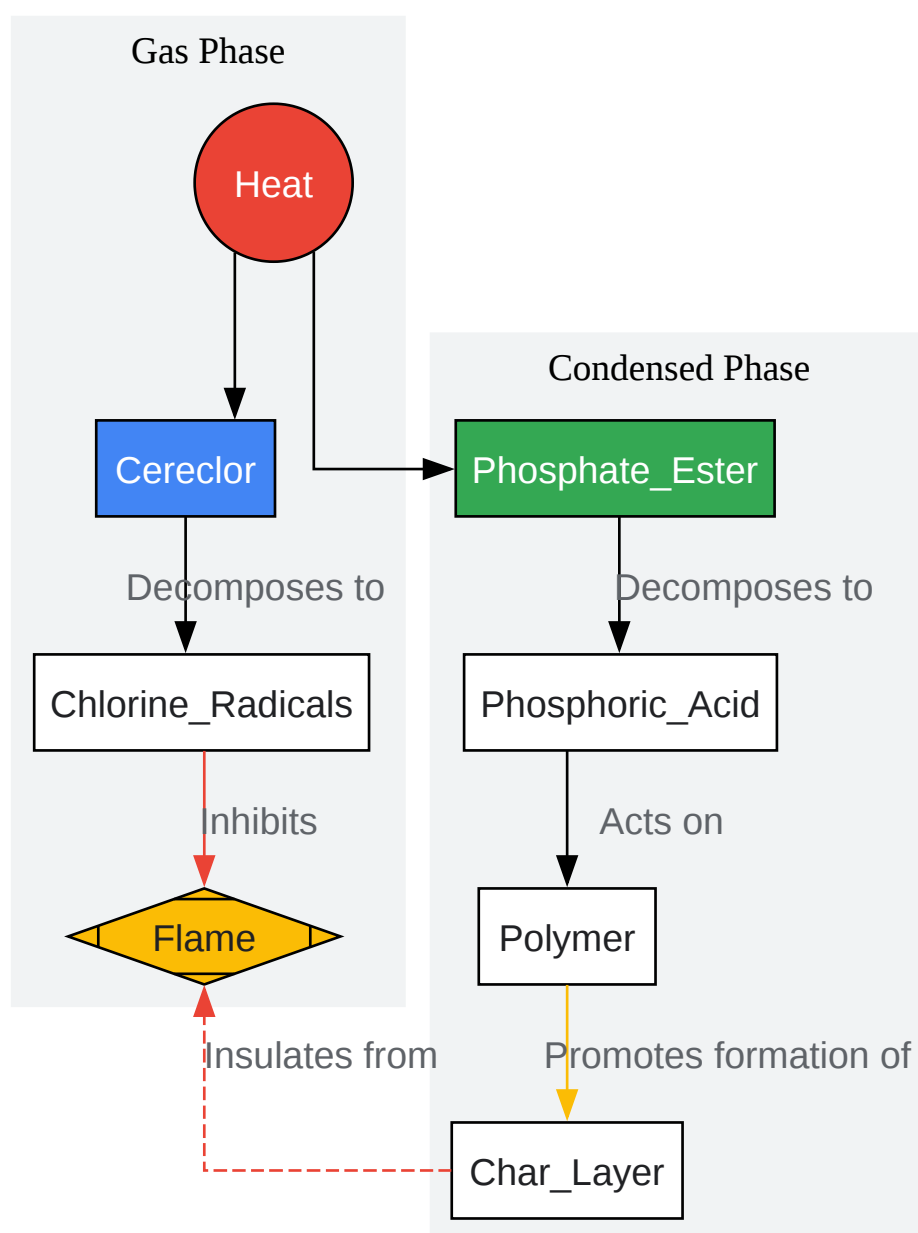 Gas Phase
Heat
Condensed Phase
Cereclor
Phosphate_Ester
Decomposes to
Decomposes to
Chlorine_Radicals
Phosphoric_Acid
Inhibits
Acts on
Flame
Polymer
Insulates from
Promotes formation of
Char_Layer